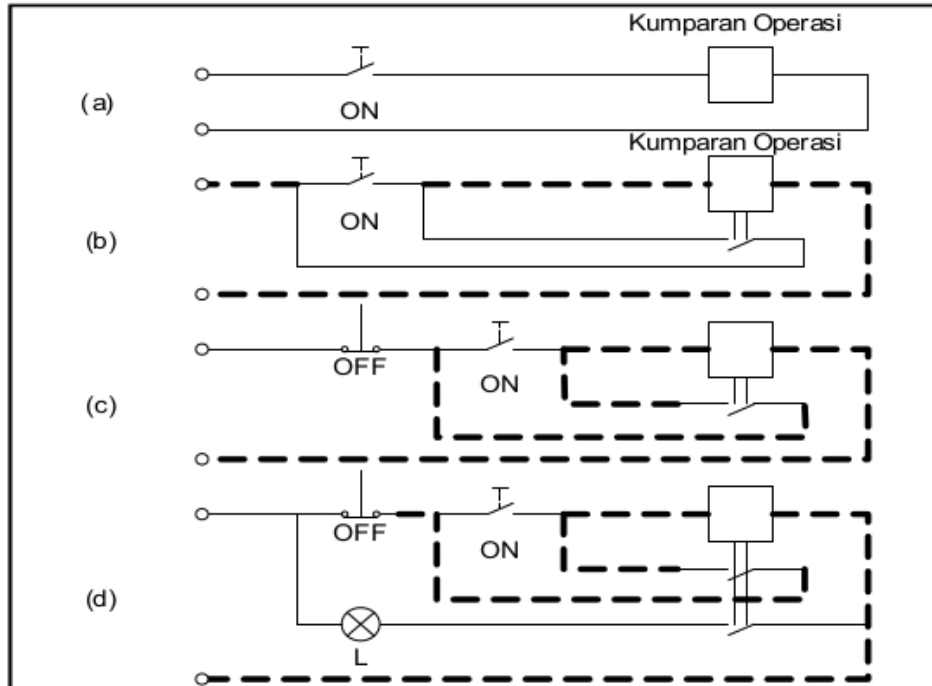 Kumparan Operasi
(a)
ON
Kumparan Operasi
(b)
ON
(c)
OFF
ON
(d)
OFF
ON
L